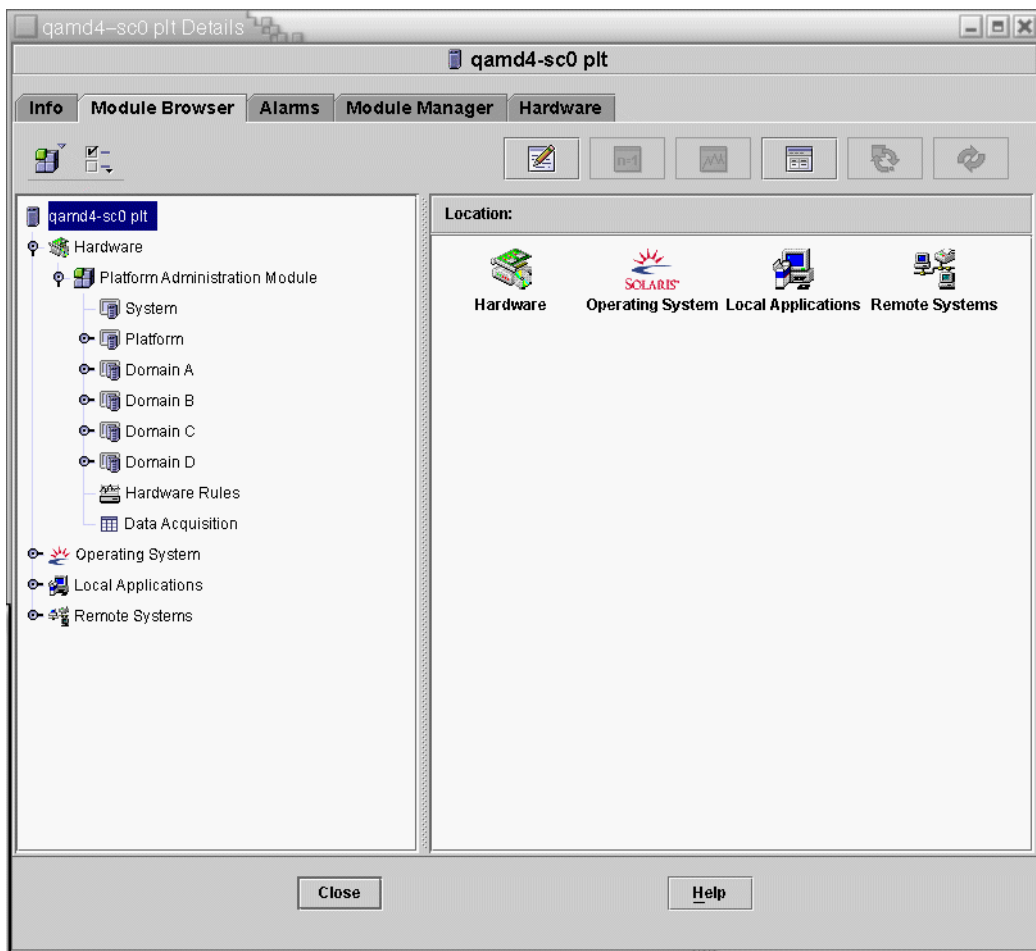 qamd4–sc0 plt Details
qamd4-sc0 plt
Info Module Browser Alarms Module Manager Hardware
n=1
qamd4-sc0 plt
Hardware
Platform Administration Module
System
Platform
Domain A
Domain B
Domain C
Domain D
Hardware Rules
Data Acquisition
Operating System
Local Applications
Remote Systems
Location:
SOLARIS
Hardware Operating System Local Applications Remote Systems
Close Help